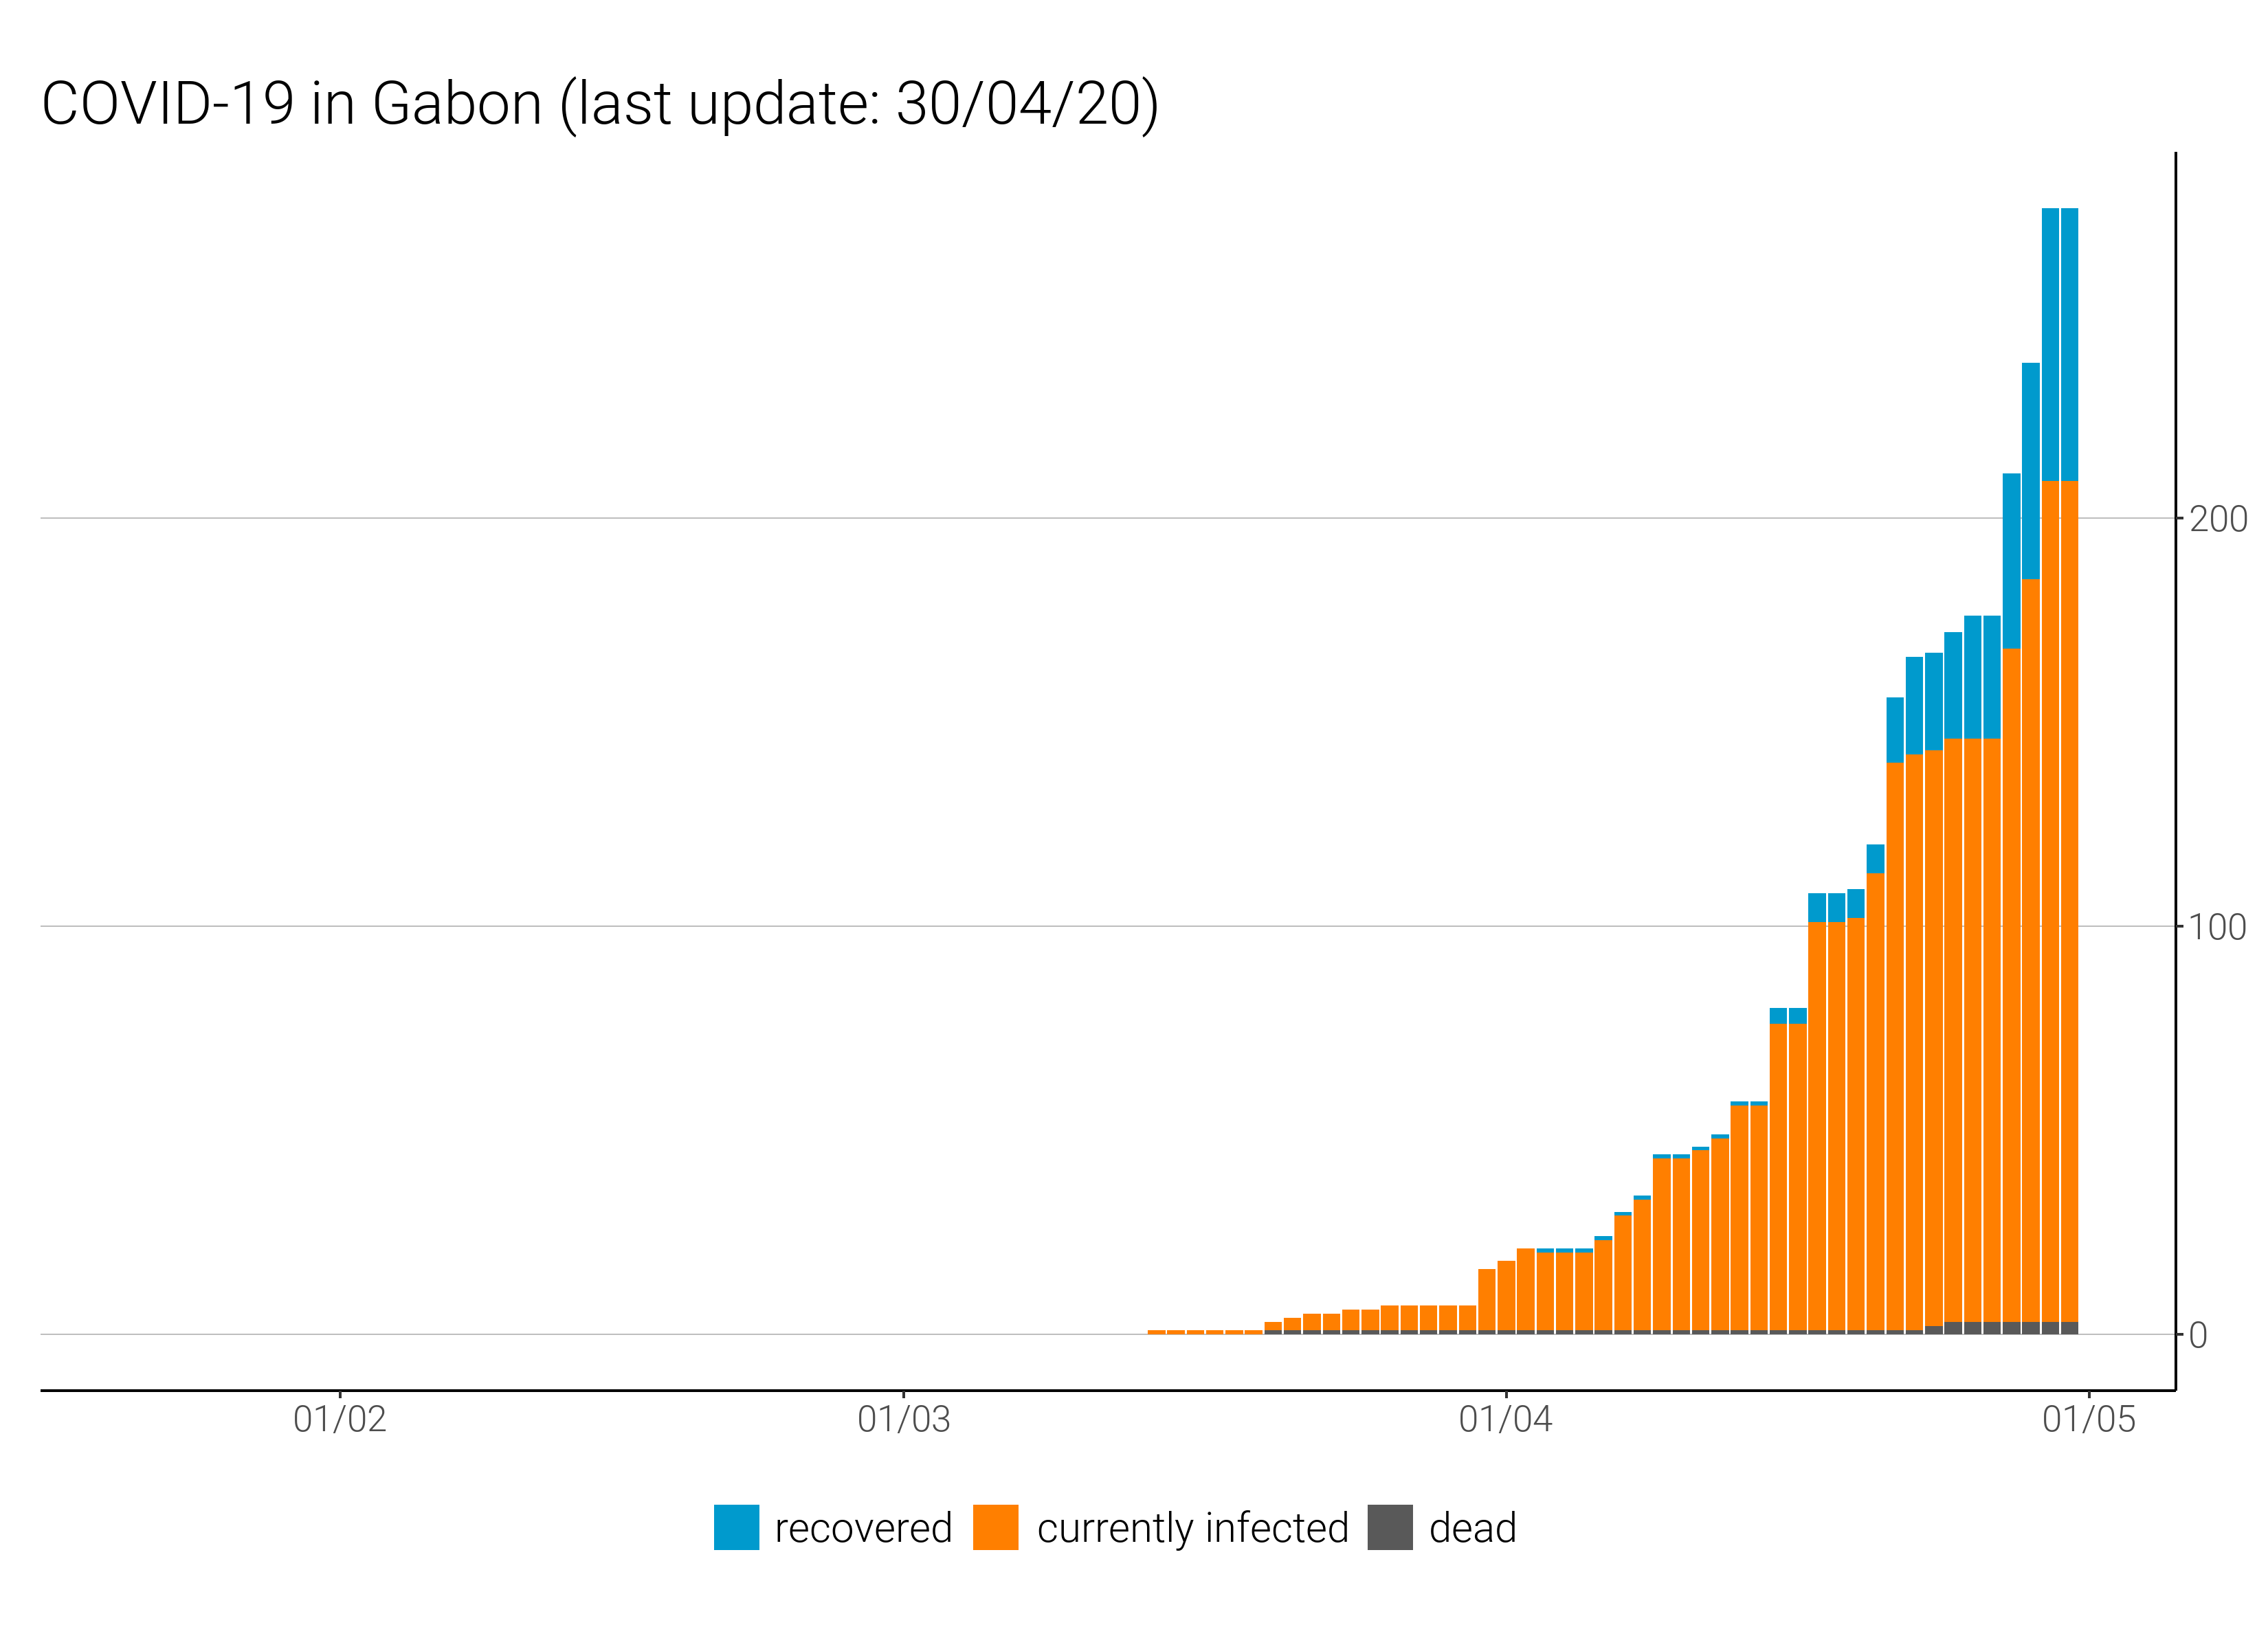 COVID-19 in Gabon (last update: 30/04/20)
200
100
0
01/02 01/03 01/04 01/05
recovered currently infected dead